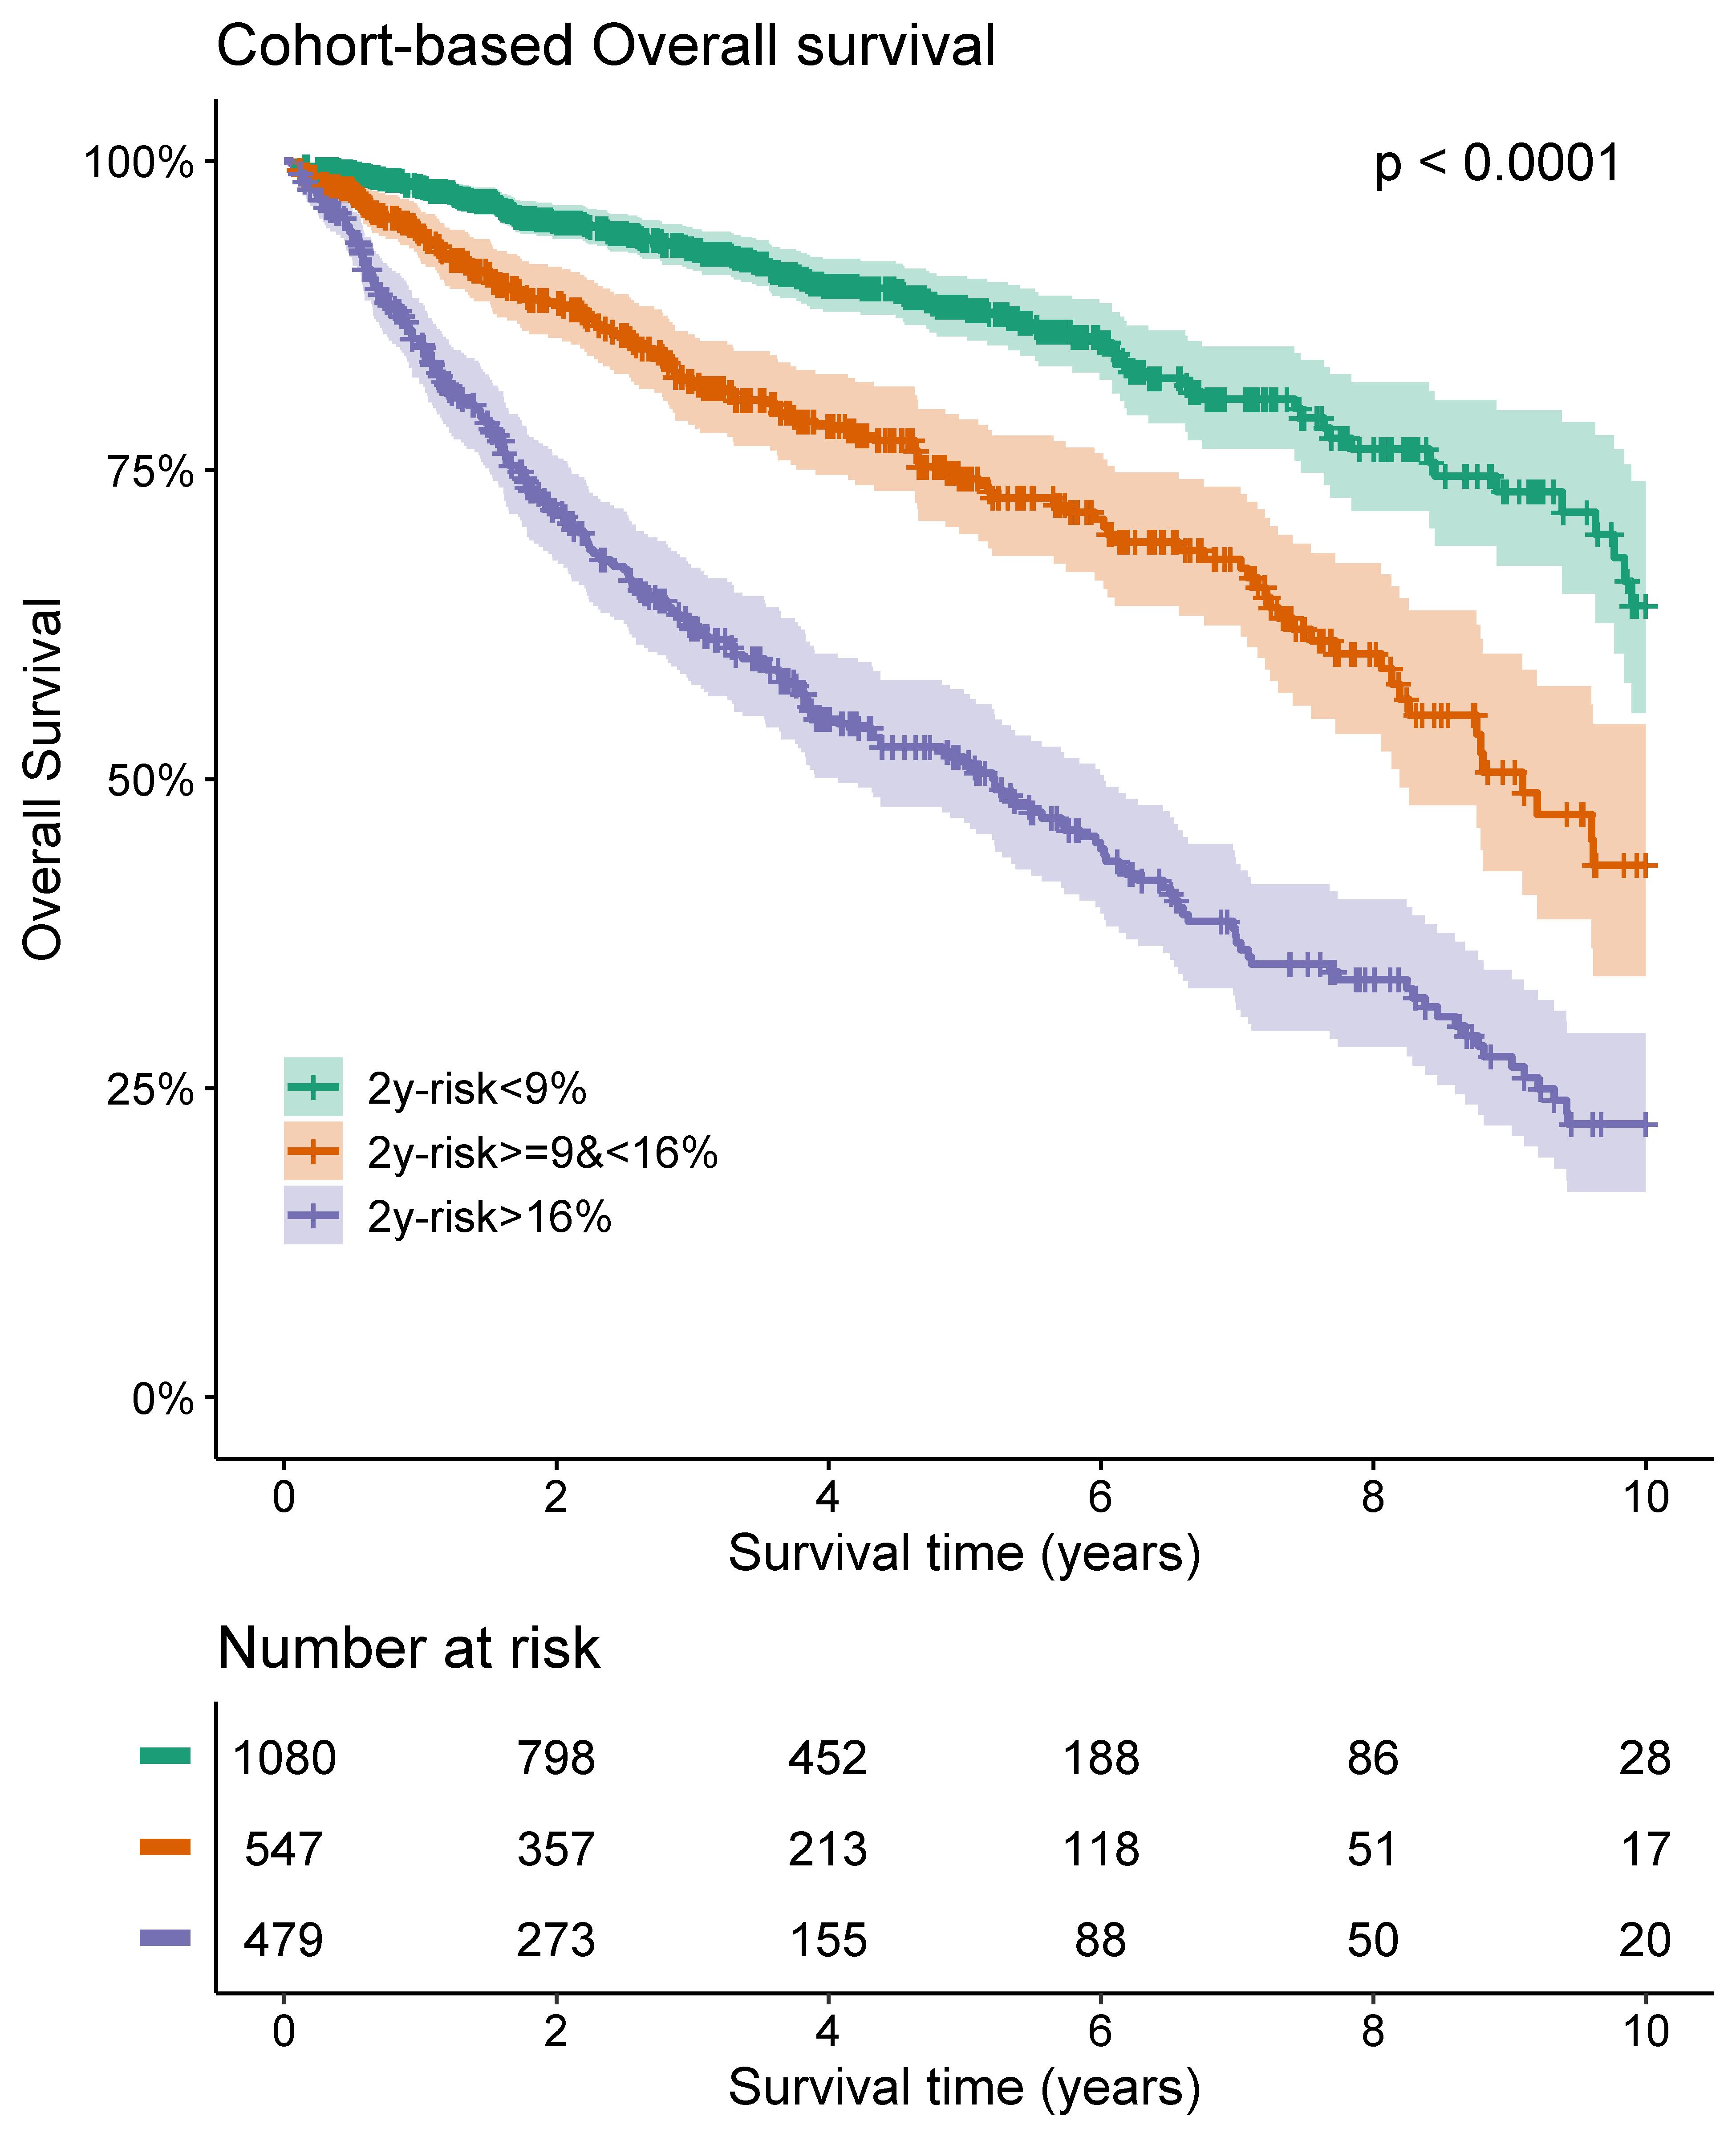 Cohort-based Overall survival
p < 0.0001
100%
75%
50%
25%
0%
Overall Survival
2y-risk<9%
2y-risk>=9&<16%
2y-risk>16%
0 2 4 6 8 10
Survival time (years)
Number at risk
1080 798 452 188 86 28
547 357 213 118 51 17
479 273 155 88 50 20
0 2 4 6 8 10
Survival time (years)